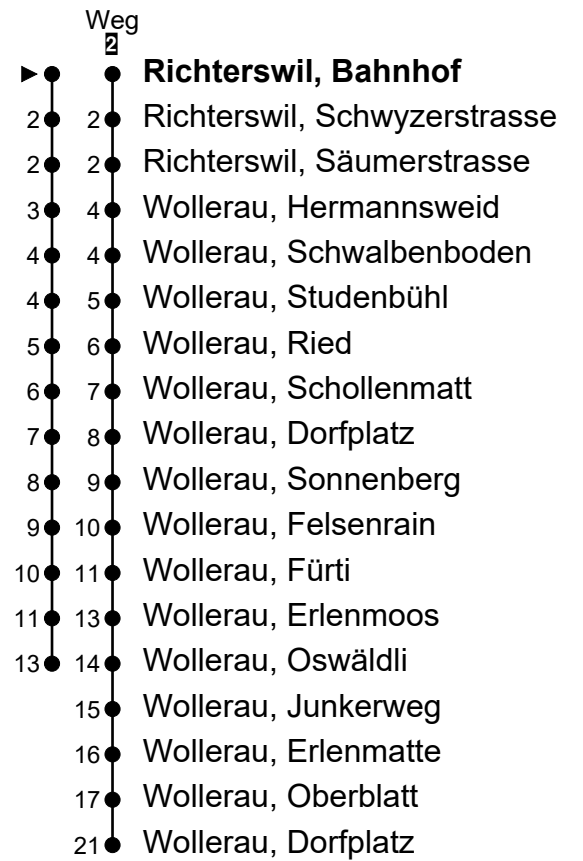 Weg
2
► Richterswil, Bahnhof
2 2 Richterswil, Schwyzerstrasse
2 2 Richterswil, Säumerstrasse
3 4 Wollerau, Hermannsweid
4 4 Wollerau, Schwalbenboden
4 5 Wollerau, Studenbühl
5 6 Wollerau, Ried
6 7 Wollerau, Schollenmatt
7 8 Wollerau, Dorfplatz
8 9 Wollerau, Sonnenberg
9 10 Wollerau, Felsenrain
10 11 Wollerau, Fürti
11 13 Wollerau, Erlenmoos
13 14 Wollerau, Oswäldli
15 Wollerau, Junkerweg
16 Wollerau, Erlenmatte
17 Wollerau, Oberblatt
21 Wollerau, Dorfplatz